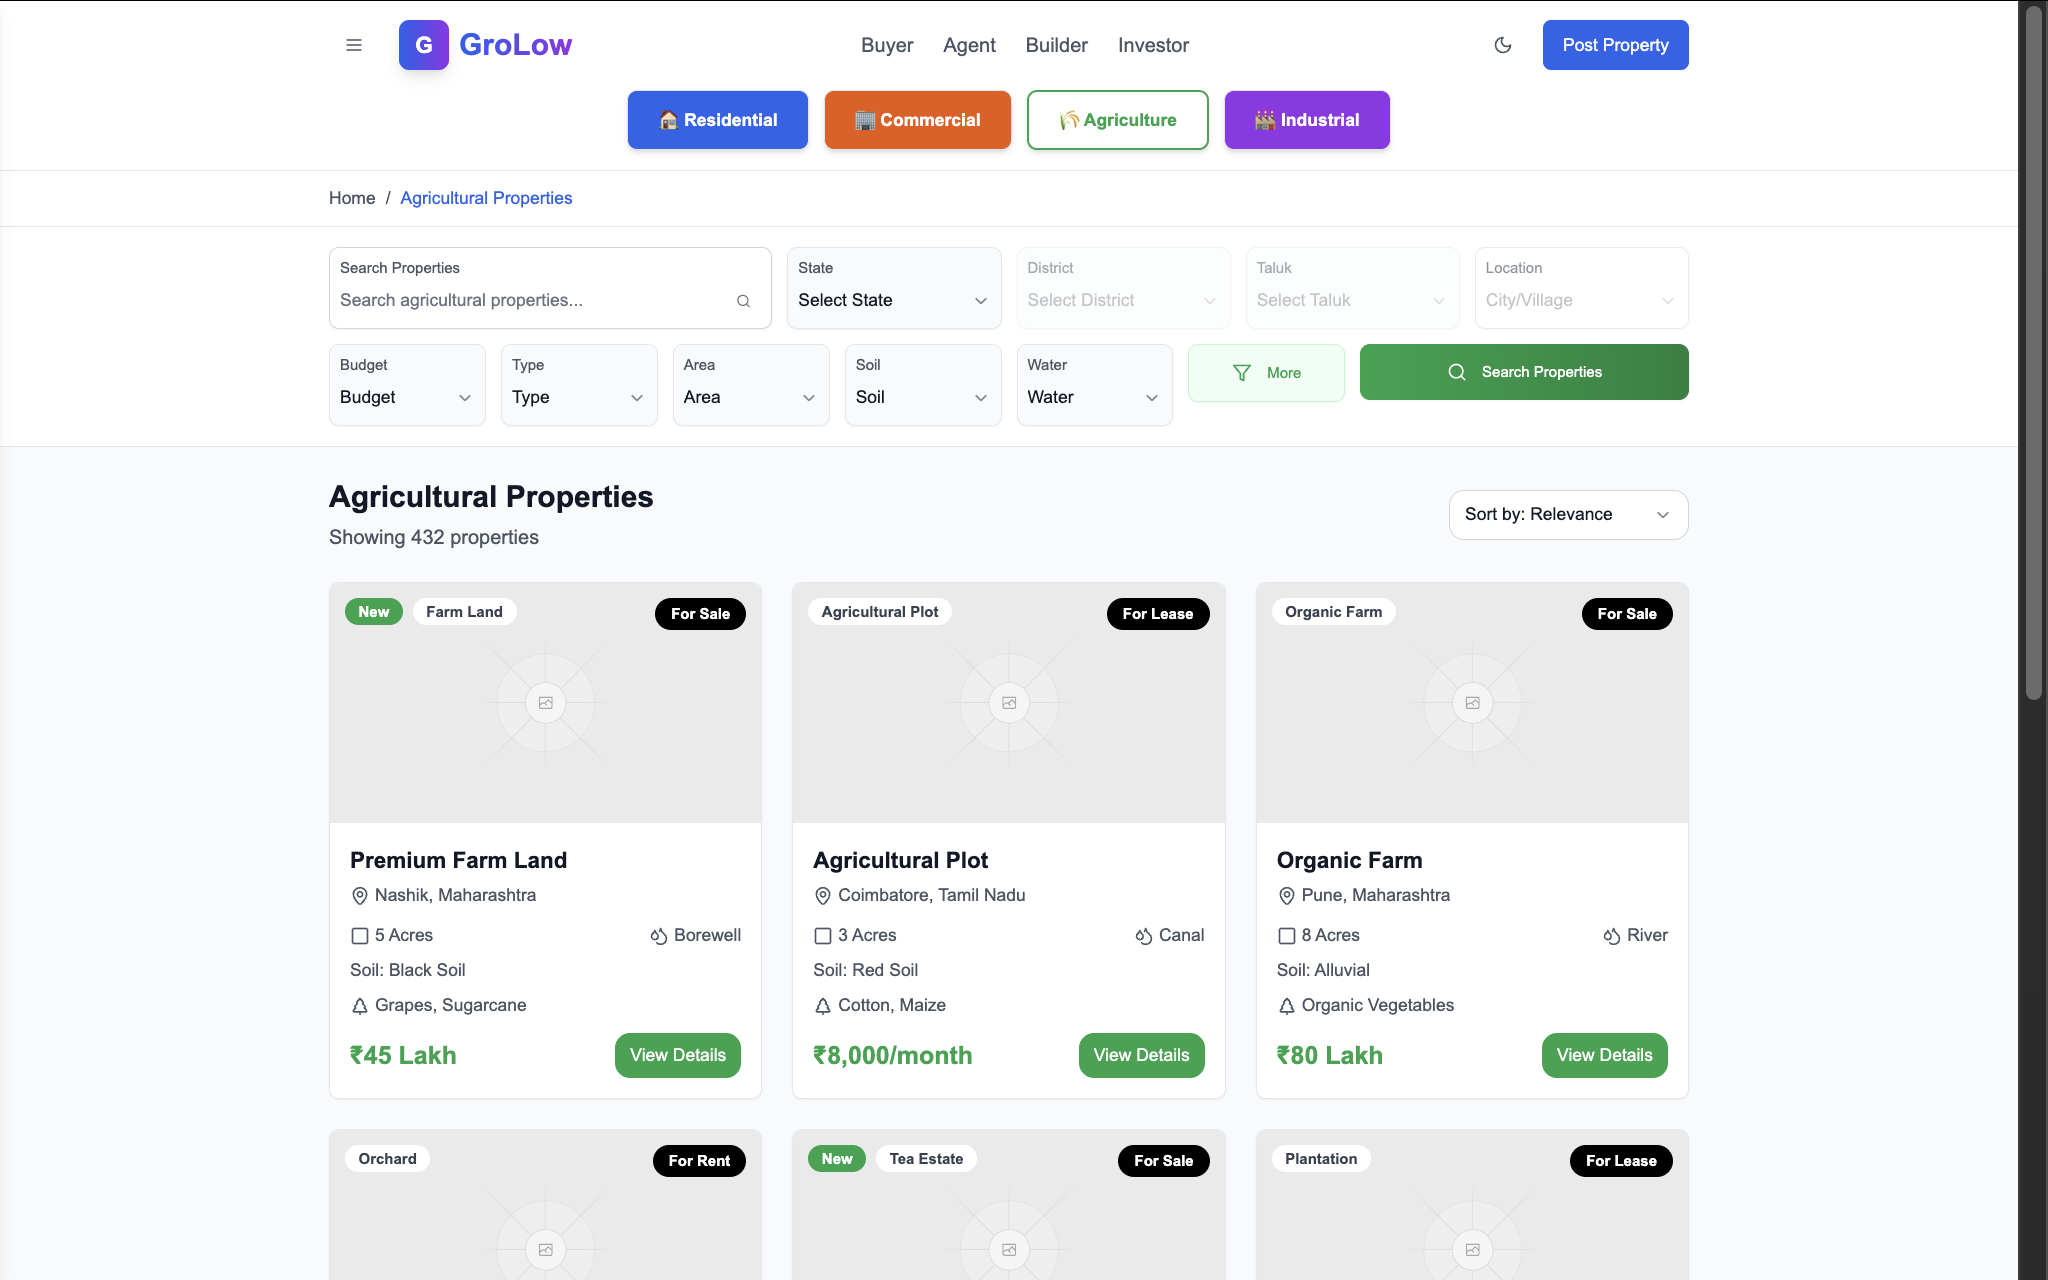 G GroLow
Buyer Agent Builder Investor
Post Property
🏠 Residential
🏢 Commercial
🌾 Agriculture
🏭 Industrial
Home / Agricultural Properties
Search Properties
Search agricultural properties...
State
Select State
District
Select District
Taluk
Select Taluk
Location
City/Village
Budget
Budget
Type
Type
Area
Area
Soil
Soil
Water
Water
More
Search Properties
Agricultural Properties
Showing 432 properties
Sort by: Relevance
New Farm Land For Sale
Premium Farm Land
Nashik, Maharashtra
5 Acres Borewell
Soil: Black Soil
Grapes, Sugarcane
₹45 Lakh View Details
Agricultural Plot For Lease
Agricultural Plot
Coimbatore, Tamil Nadu
3 Acres Canal
Soil: Red Soil
Cotton, Maize
₹8,000/month View Details
Organic Farm For Sale
Organic Farm
Pune, Maharashtra
8 Acres River
Soil: Alluvial
Organic Vegetables
₹80 Lakh View Details
Orchard For Rent
New Tea Estate For Sale
Plantation For Lease